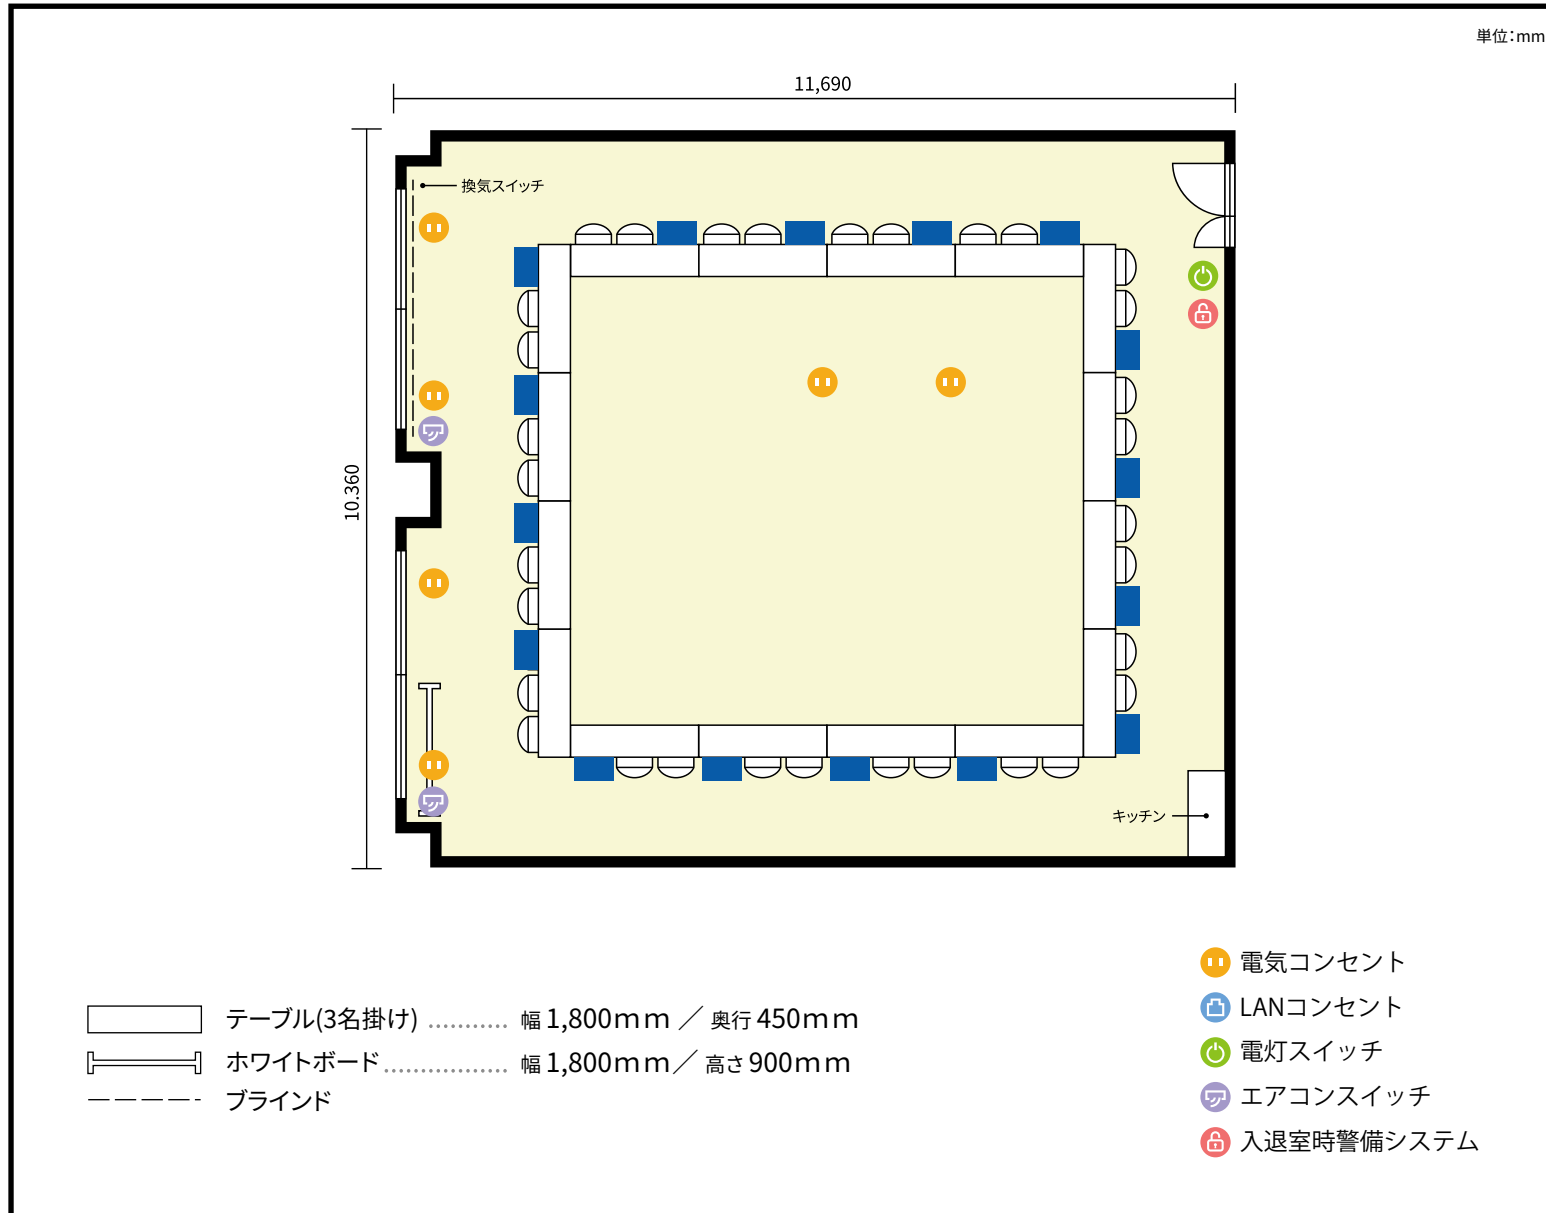 単位：mm
11,690
換気スイッチ
10.360
キッチン
電気コンセント
LANコンセント
電灯スイッチ
エアコンスイッチ
入退室時警備システム
テーブル(3名掛け) ........... 幅 1,800mm ／ 奥行 450mm
ホワイトボード ................. 幅 1,800mm ／ 高さ 900mm
ブラインド